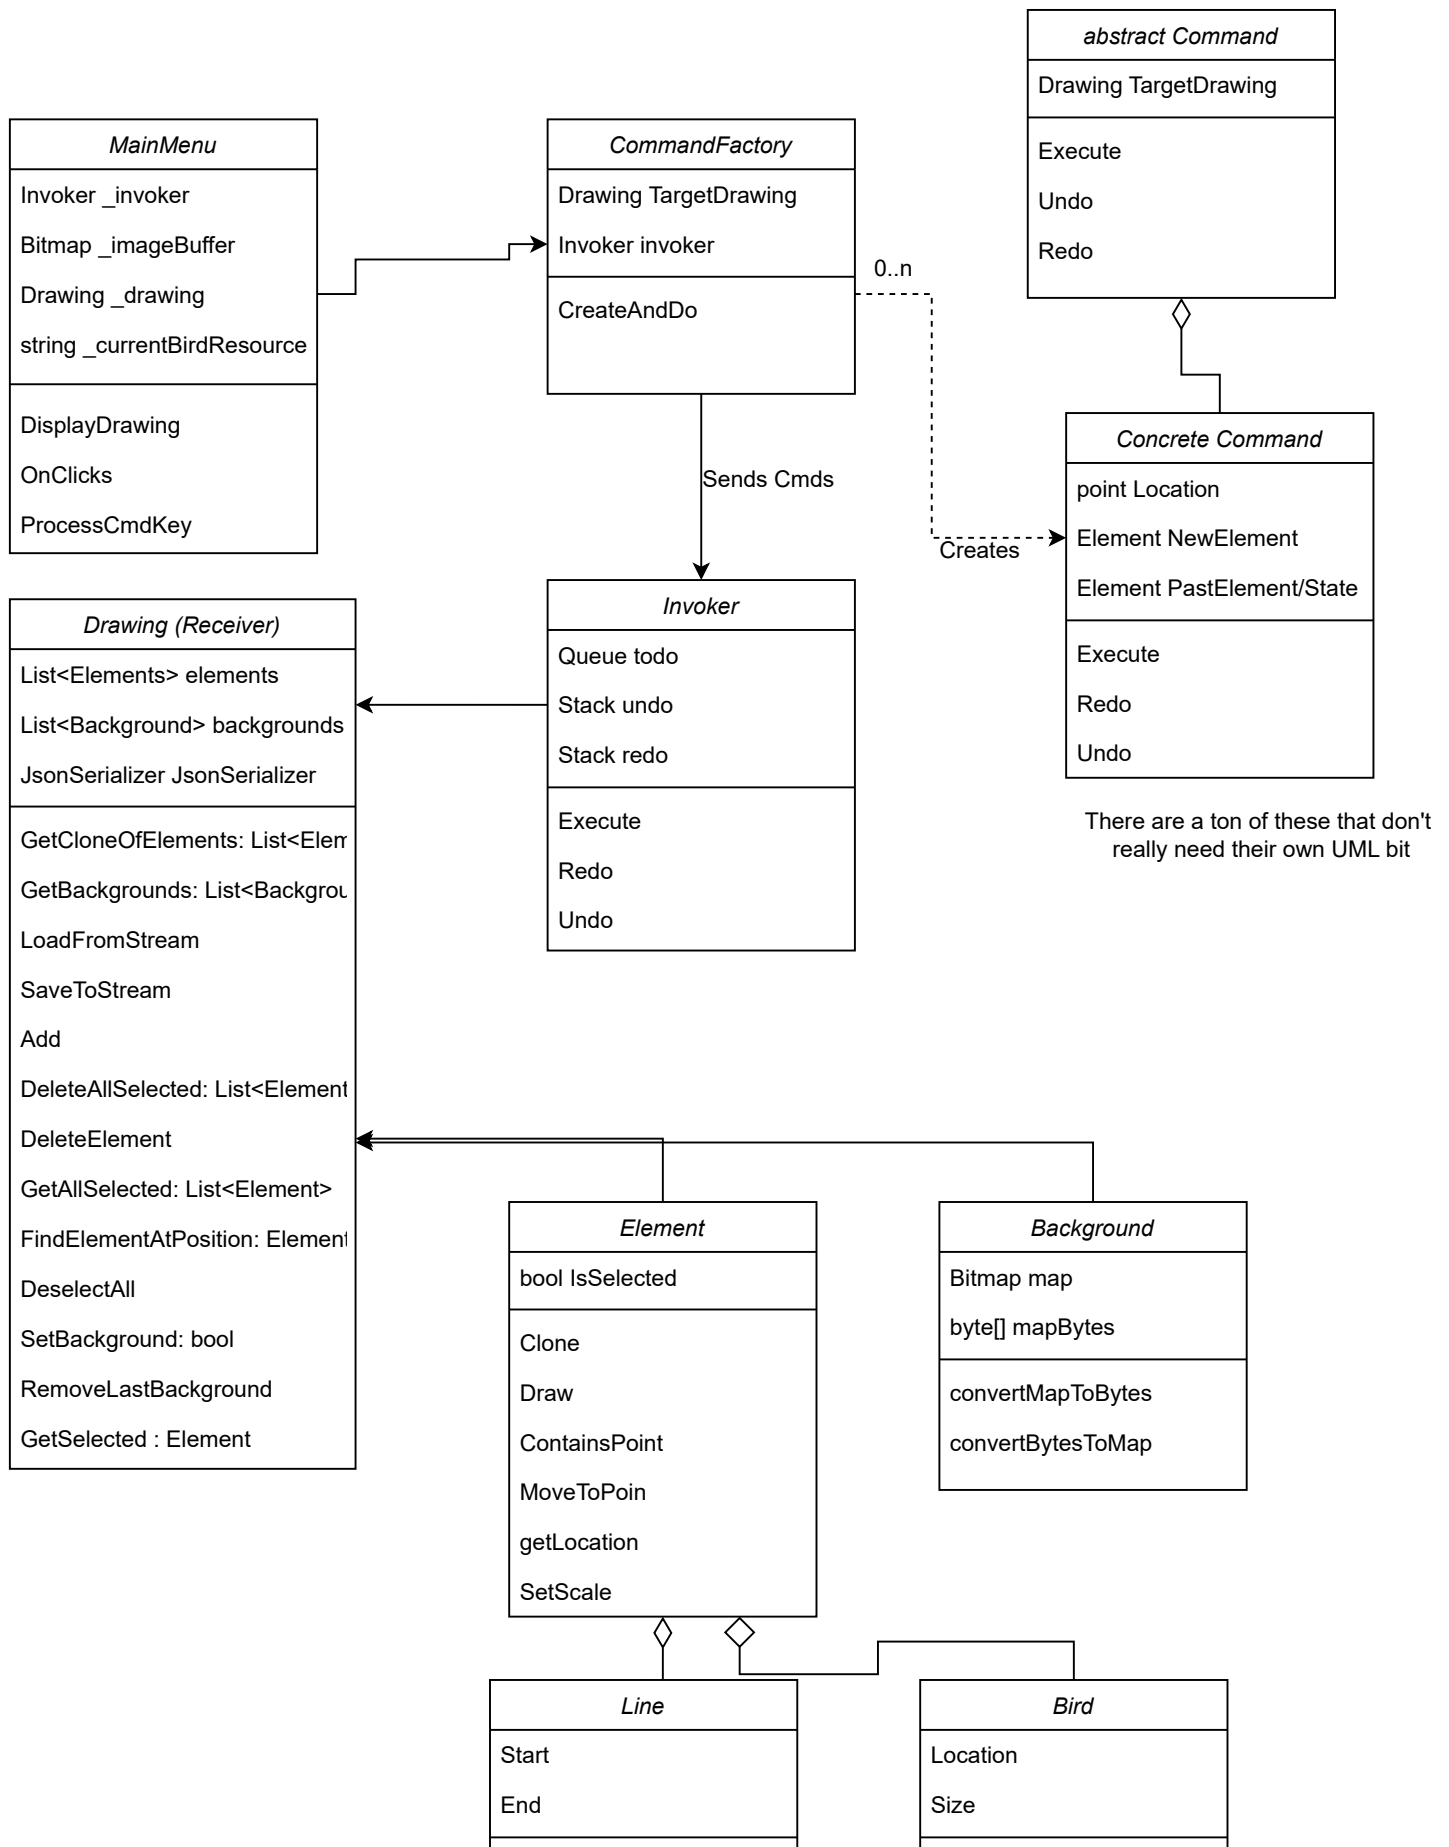 abstract Command
Drawing TargetDrawing
Execute
Undo
Redo
MainMenu
Invoker _invoker
Bitmap _imageBuffer
Drawing _drawing
string _currentBirdResource
DisplayDrawing
OnClicks
ProcessCmdKey
CommandFactory
Drawing TargetDrawing
Invoker invoker
CreateAndDo
0..n
Sends Cmds
Creates
Concrete Command
point Location
Element NewElement
Element PastElement/State
Execute
Redo
Undo
There are a ton of these that don't
really need their own UML bit
Invoker
Queue todo
Stack undo
Stack redo
Execute
Redo
Undo
Drawing (Receiver)
List<Elements> elements
List<Background> backgrounds
JsonSerializer JsonSerializer
GetCloneOfElements: List<Elem
GetBackgrounds: List<Backgrou
LoadFromStream
SaveToStream
Add
DeleteAllSelected: List<Element
DeleteElement
GetAllSelected: List<Element>
FindElementAtPosition: Element
DeselectAll
SetBackground: bool
RemoveLastBackground
GetSelected : Element
Element
bool IsSelected
Clone
Draw
ContainsPoint
MoveToPoin
getLocation
SetScale
Background
Bitmap map
byte[] mapBytes
convertMapToBytes
convertBytesToMap
Line
Start
End
Bird
Location
Size